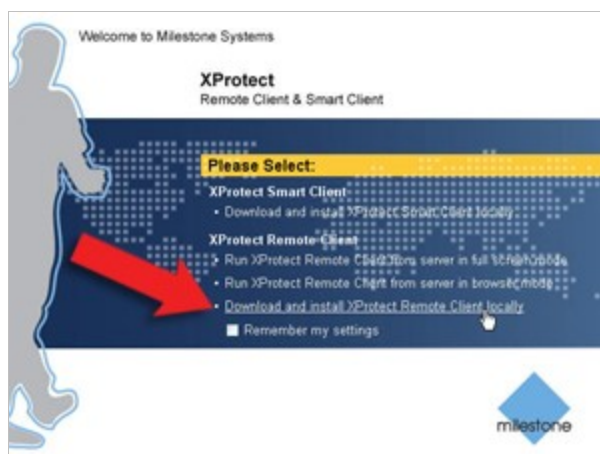 Welcome to Milestone Systems
XProtect
Remote Client & Smart Client
Please Select:
XProtect Smart Client
• Download and install XProtect Smart Client locally
XProtect Remote Client
• Run XProtect Remote Client from server in full screen mode
• Run XProtect Remote Client from server in browser mode
• Download and install XProtect Remote Client locally
Remember my settings
milestone